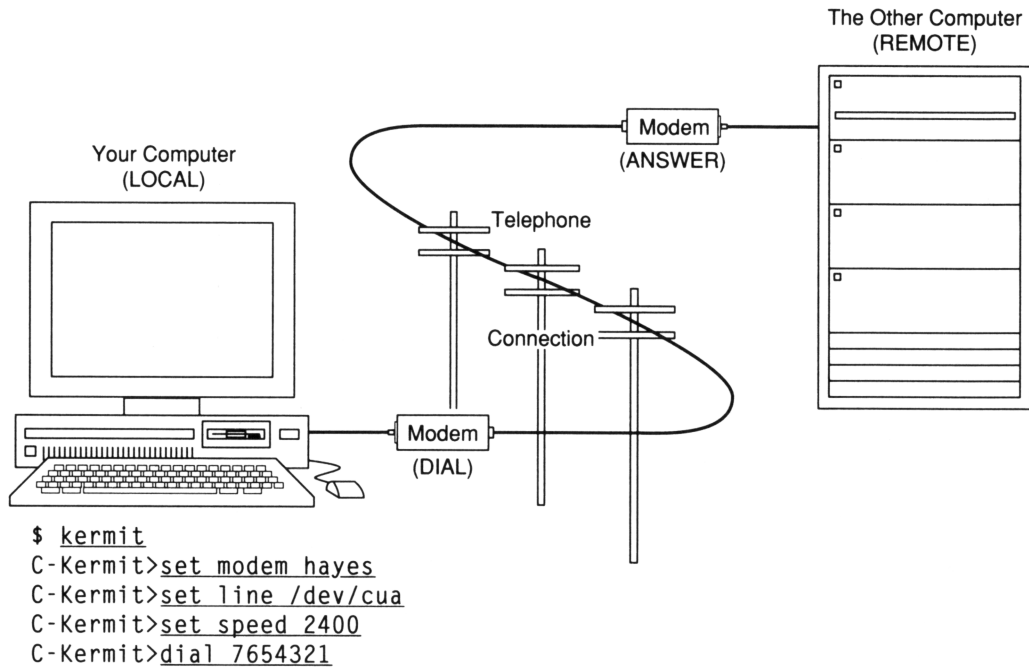 The Other Computer
(REMOTE)
Modem
(ANSWER)
Your Computer
(LOCAL)
Telephone
Connection
Modem
(DIAL)
$ kermit
C-Kermit>set modem hayes
C-Kermit>set line /dev/cua
C-Kermit>set speed 2400
C-Kermit>dial 7654321